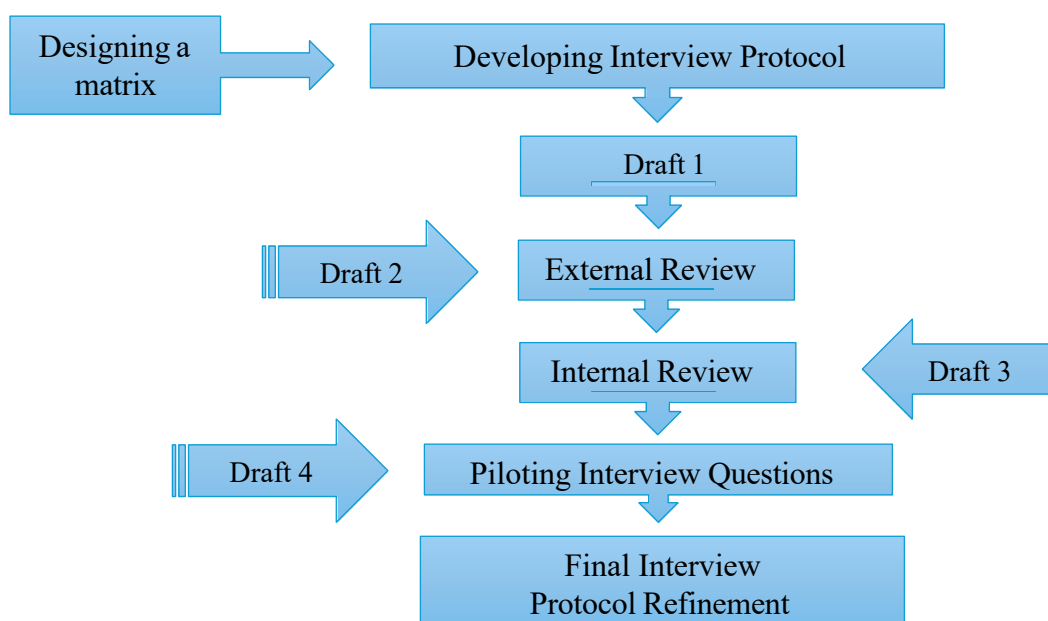 Designing a
matrix
Developing Interview Protocol
Draft 1
Draft 2
External Review
Internal Review
Draft 3
Draft 4
Piloting Interview Questions
Final Interview
Protocol Refinement